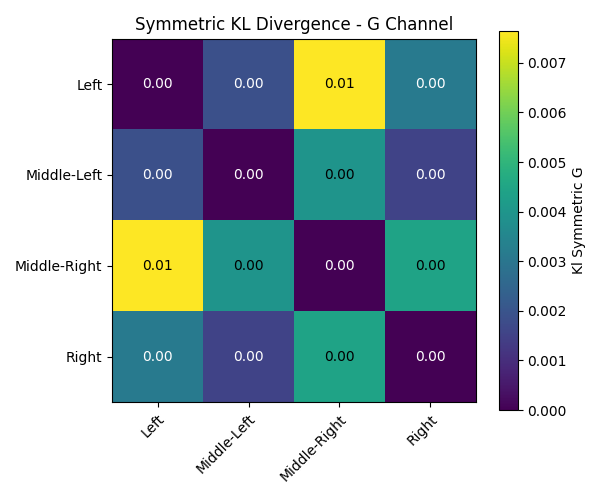 Symmetric KL Divergence - G Channel
Left
0.00 0.00 0.01 0.00
Middle-Left
0.00 0.00 0.00 0.00
Middle-Right
0.01 0.00 0.00 0.00
Right
0.00 0.00 0.00 0.00
Left
Middle-Left
Middle-Right
Right
0.007
0.006
0.005
0.004
0.003
0.002
0.001
0.000
Kl Symmetric G